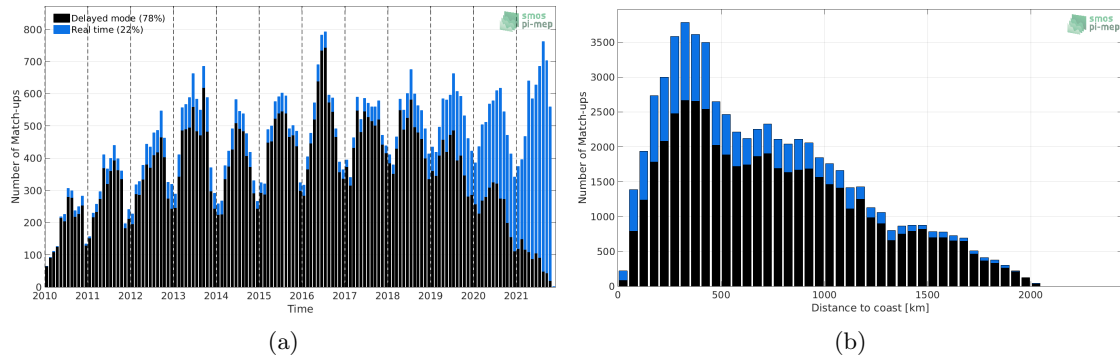 Delayed mode (78%)
Real time (22%)
smos
pi-mep
800
700
600
500
400
300
200
100
0
Number of Match-ups
2010 2011 2012 2013 2014 2015 2016 2017 2018 2019 2020 2021
Time
(a)
smos
pi-mep
3500
3000
2500
2000
1500
1000
500
0
Number of Match-ups
0 500 1000 1500 2000
Distance to coast [km]
(b)